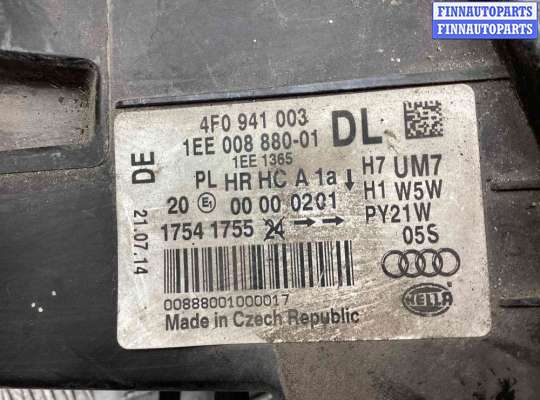 FINNAUTOPARTS
FINNAUTOPARTS
4F0 941 003 DL
1EE 008 880-01
1EE 1365
DE
21.07.14
PL HR HC A 1a ↓
20 E1 00 00 0201
1754 1755 24 → →
H7 UM7
H1 W5W
PY21W
05S
00888001000017
HELLA
Made in Czech Republic